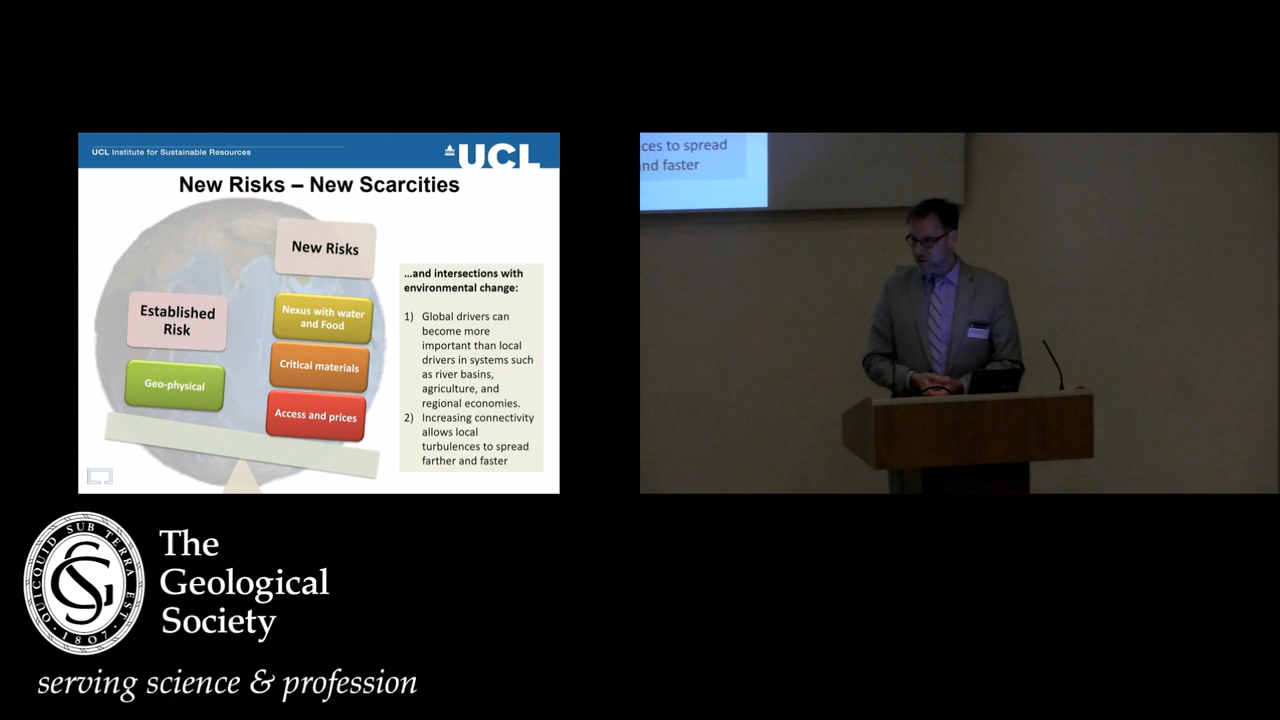 UCL Institute for Sustainable Resources
UCL
New Risks – New Scarcities
New Risks
Established
Risk
Nexus with water
and Food
Critical materials
Geo-physical
Access and prices
...and intersections with
environmental change:
1) Global drivers can
become more
important than local
drivers in systems such
as river basins,
agriculture, and
regional economies.
2) Increasing connectivity
allows local
turbulences to spread
farther and faster
ces to spread
nd faster
QUICQUID SUB TERRA EST
1807
GS
The
Geological
Society
serving science & profession